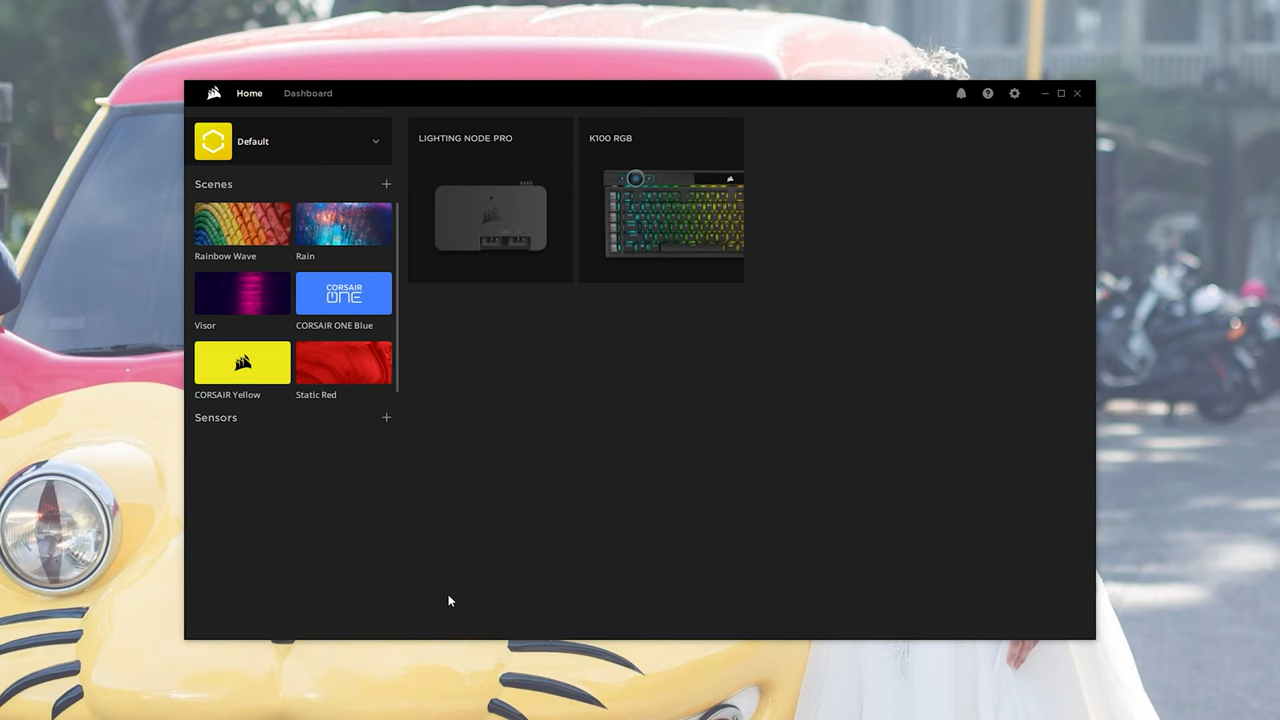 Home
Dashboard
Default
LIGHTING NODE PRO
K100 RGB
Scenes
Rainbow Wave
Rain
CORSAIR
ONE
Visor
CORSAIR ONE Blue
CORSAIR Yellow
Static Red
Sensors